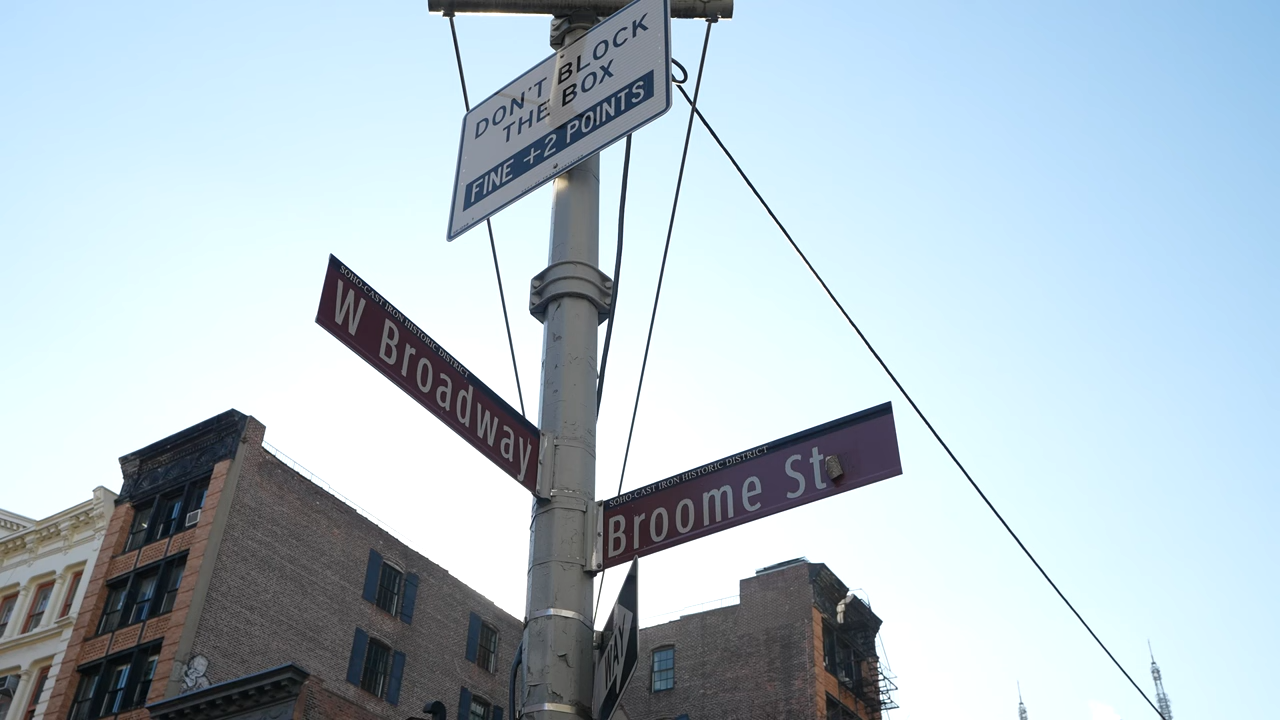 DON'T BLOCK
THE BOX
FINE +2 POINTS
SOHO-CAST IRON HISTORIC DISTRICT
W Broadway
SOHO-CAST IRON HISTORIC DISTRICT
Broome St
WAY